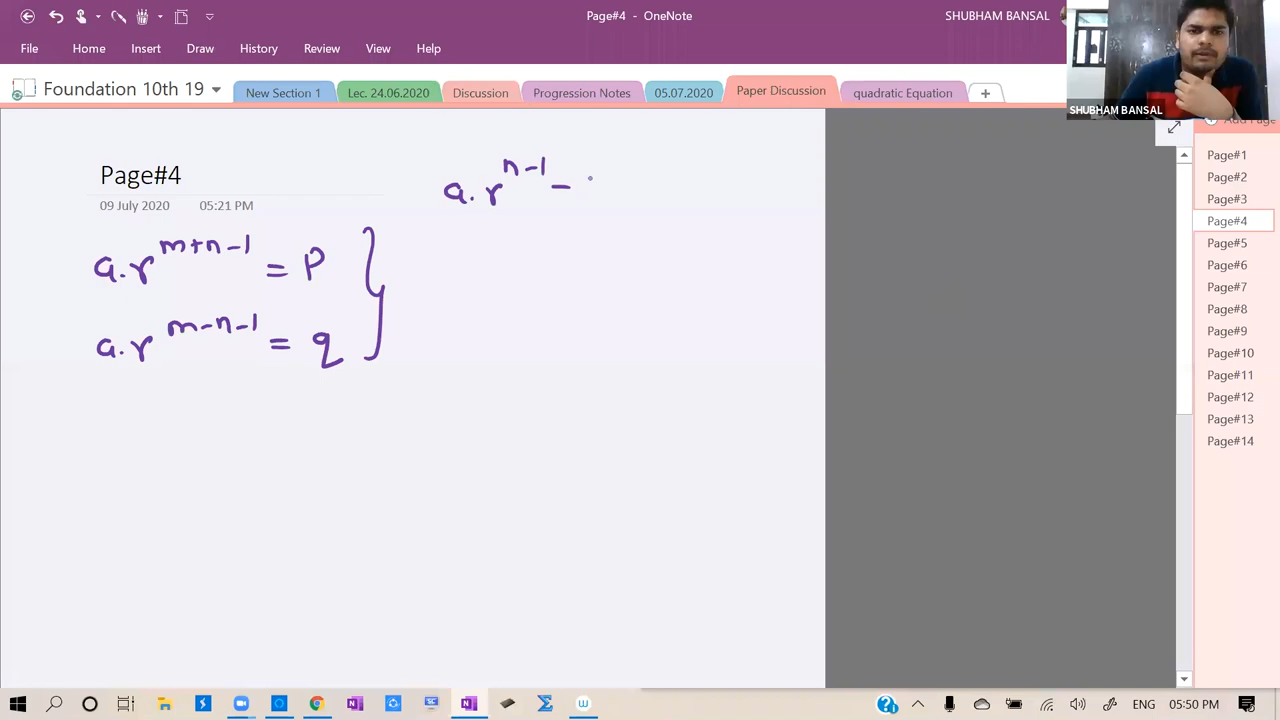 Page#4 - OneNote
SHUBHAM BANSAL
File Home Insert Draw History Review View Help
SHUBHAM BANSAL
Foundation 10th 19
New Section 1
Lec. 24.06.2020
Discussion
Progression Notes
05.07.2020
Paper Discussion
quadratic Equation
Add Page
Page#1
Page#2
Page#3
Page#4
Page#5
Page#6
Page#7
Page#8
Page#9
Page#10
Page#11
Page#12
Page#13
Page#14
Page#4
09 July 2020 05:21 PM
a.r^{m+n-1} = P
a.r^{m-n-1} = q
a.r^{n-1} -
ENG 05:50 PM